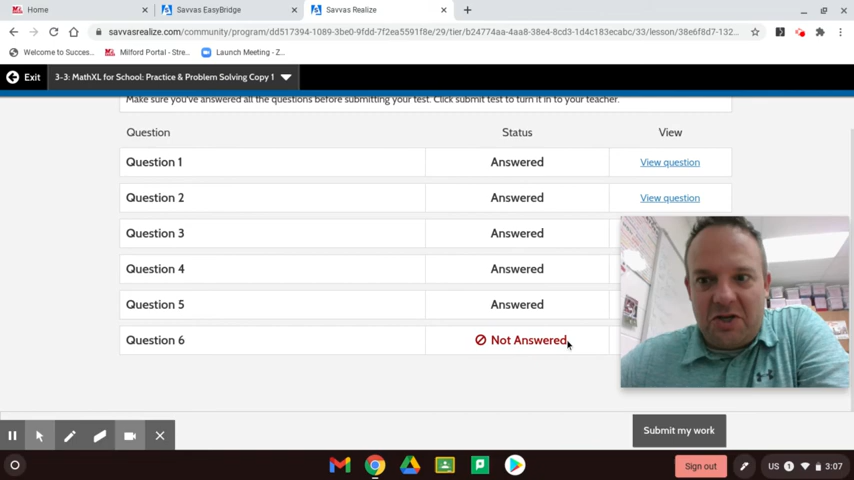 Home
Savvas EasyBridge
Savvas Realize
savvasrealize.com/community/program/dd517394-1089-3be0-9fdd-7f2ea5591f8e/29/tier/b24774aa-4aa8-38e4-8cd3-1d4c183ecabc/33/lesson/38e6f8d7-132...
Welcome to Succes...
Milford Portal - Stre...
Launch Meeting - Z...
Exit
3-3: MathXL for School: Practice & Problem Solving Copy 1
Make sure you've answered all the questions before submitting your test. Click submit test to turn it in to your teacher.
Question Status View
Question 1 Answered View question
Question 2 Answered View question
Question 3 Answered
Question 4 Answered
Question 5 Answered
Question 6 Not Answered
Submit my work
Sign out US 1 3:07